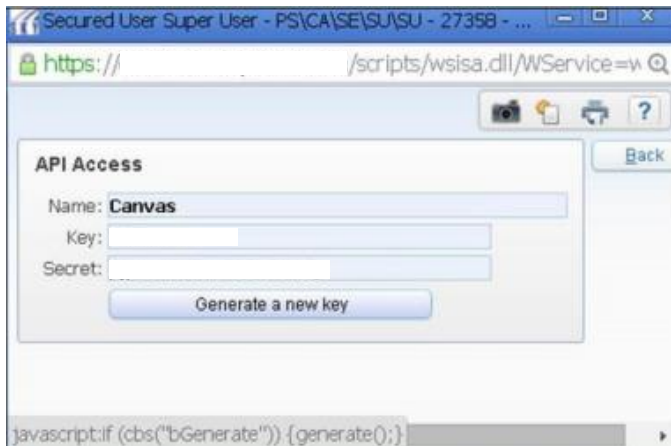 Secured User Super User - PS\CA\SE\SU\SU - 27358 - ...
https:// /scripts/wsisa.dll/WService=w
?
Back
API Access
Name: Canvas
Key:
Secret:
Generate a new key
javascript:if (cbs("bGenerate")) {generate();}